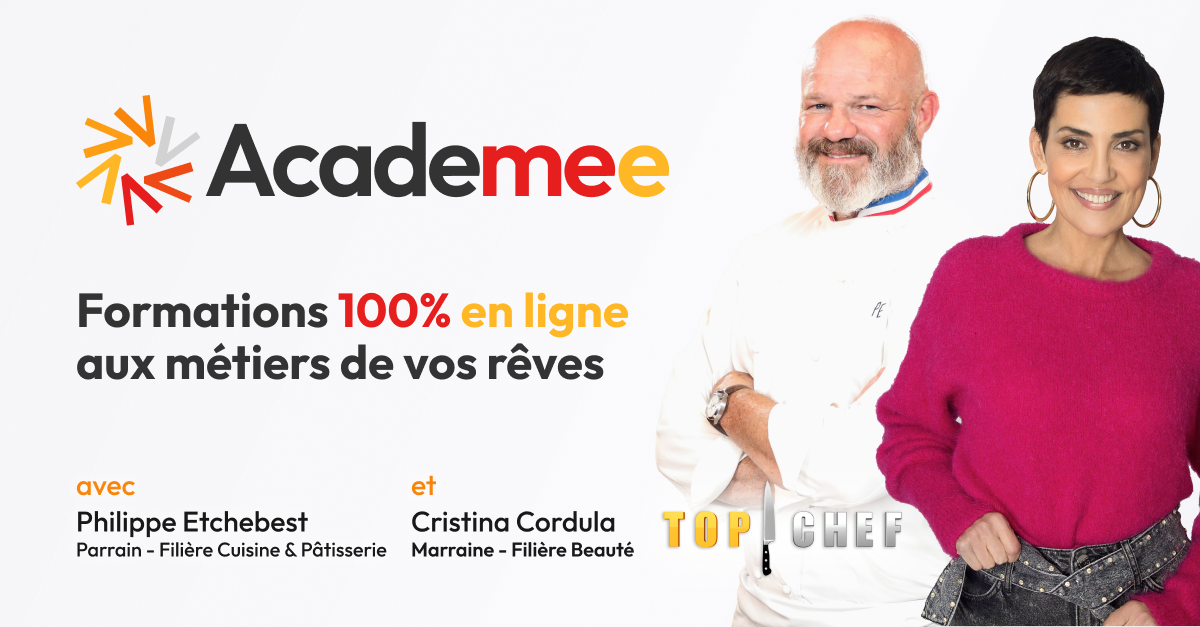 Academee
Formations 100% en ligne
aux métiers de vos rêves
avec
Philippe Etchebest
Parrain - Filière Cuisine & Pâtisserie
et
Cristina Cordula
Marraine - Filière Beauté
PE
TOP CHEF